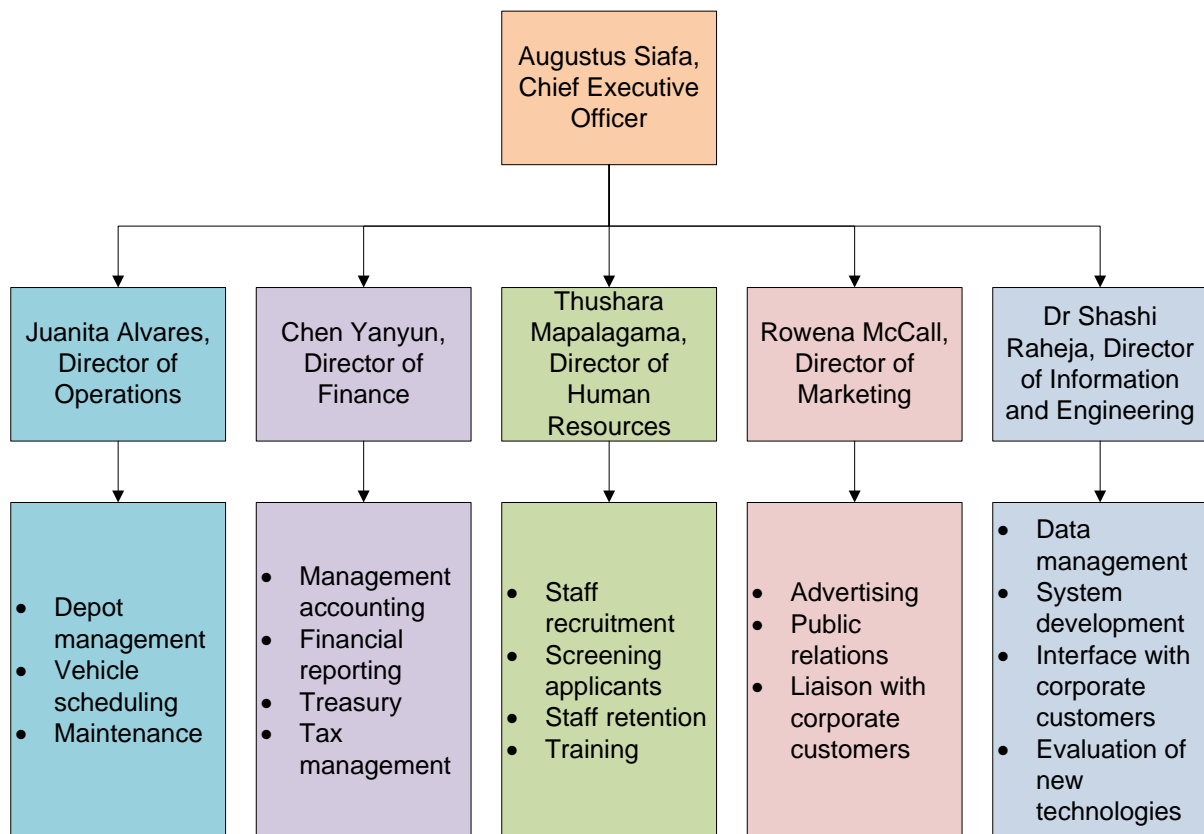 Augustus Siafa,
Chief Executive
Officer
Juanita Alvares,
Director of
Operations
Chen Yanyun,
Director of
Finance
Thushara
Mapalagama,
Director of
Human
Resources
Rowena McCall,
Director of
Marketing
Dr Shashi
Raheja, Director
of Information
and Engineering
• Depot
management
• Vehicle
scheduling
• Maintenance
• Management
accounting
• Financial
reporting
• Treasury
• Tax
management
• Staff
recruitment
• Screening
applicants
• Staff retention
• Training
• Advertising
• Public
relations
• Liaison with
corporate
customers
• Data
management
• System
development
• Interface with
corporate
customers
• Evaluation of
new
technologies